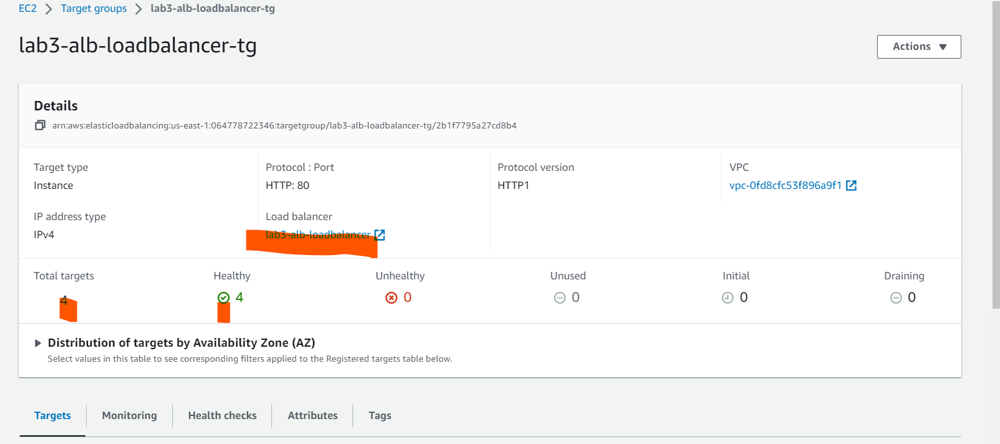 EC2 > Target groups > lab3-alb-loadbalancer-tg
lab3-alb-loadbalancer-tg
Actions
Details
arn:aws:elasticloadbalancing:us-east-1:064778722346:targetgroup/lab3-alb-loadbalancer-tg/2b1f7795a27cd8b4
Target type Protocol : Port Protocol version VPC
Instance HTTP: 80 HTTP1 vpc-0fd8cfc53f896a9f1
IP address type Load balancer
IPv4 lab3-alb-loadbalancer
Total targets Healthy Unhealthy Unused Initial Draining
4 4 0 0 0 0
Distribution of targets by Availability Zone (AZ)
Select values in this table to see corresponding filters applied to the Registered targets table below.
Targets Monitoring Health checks Attributes Tags